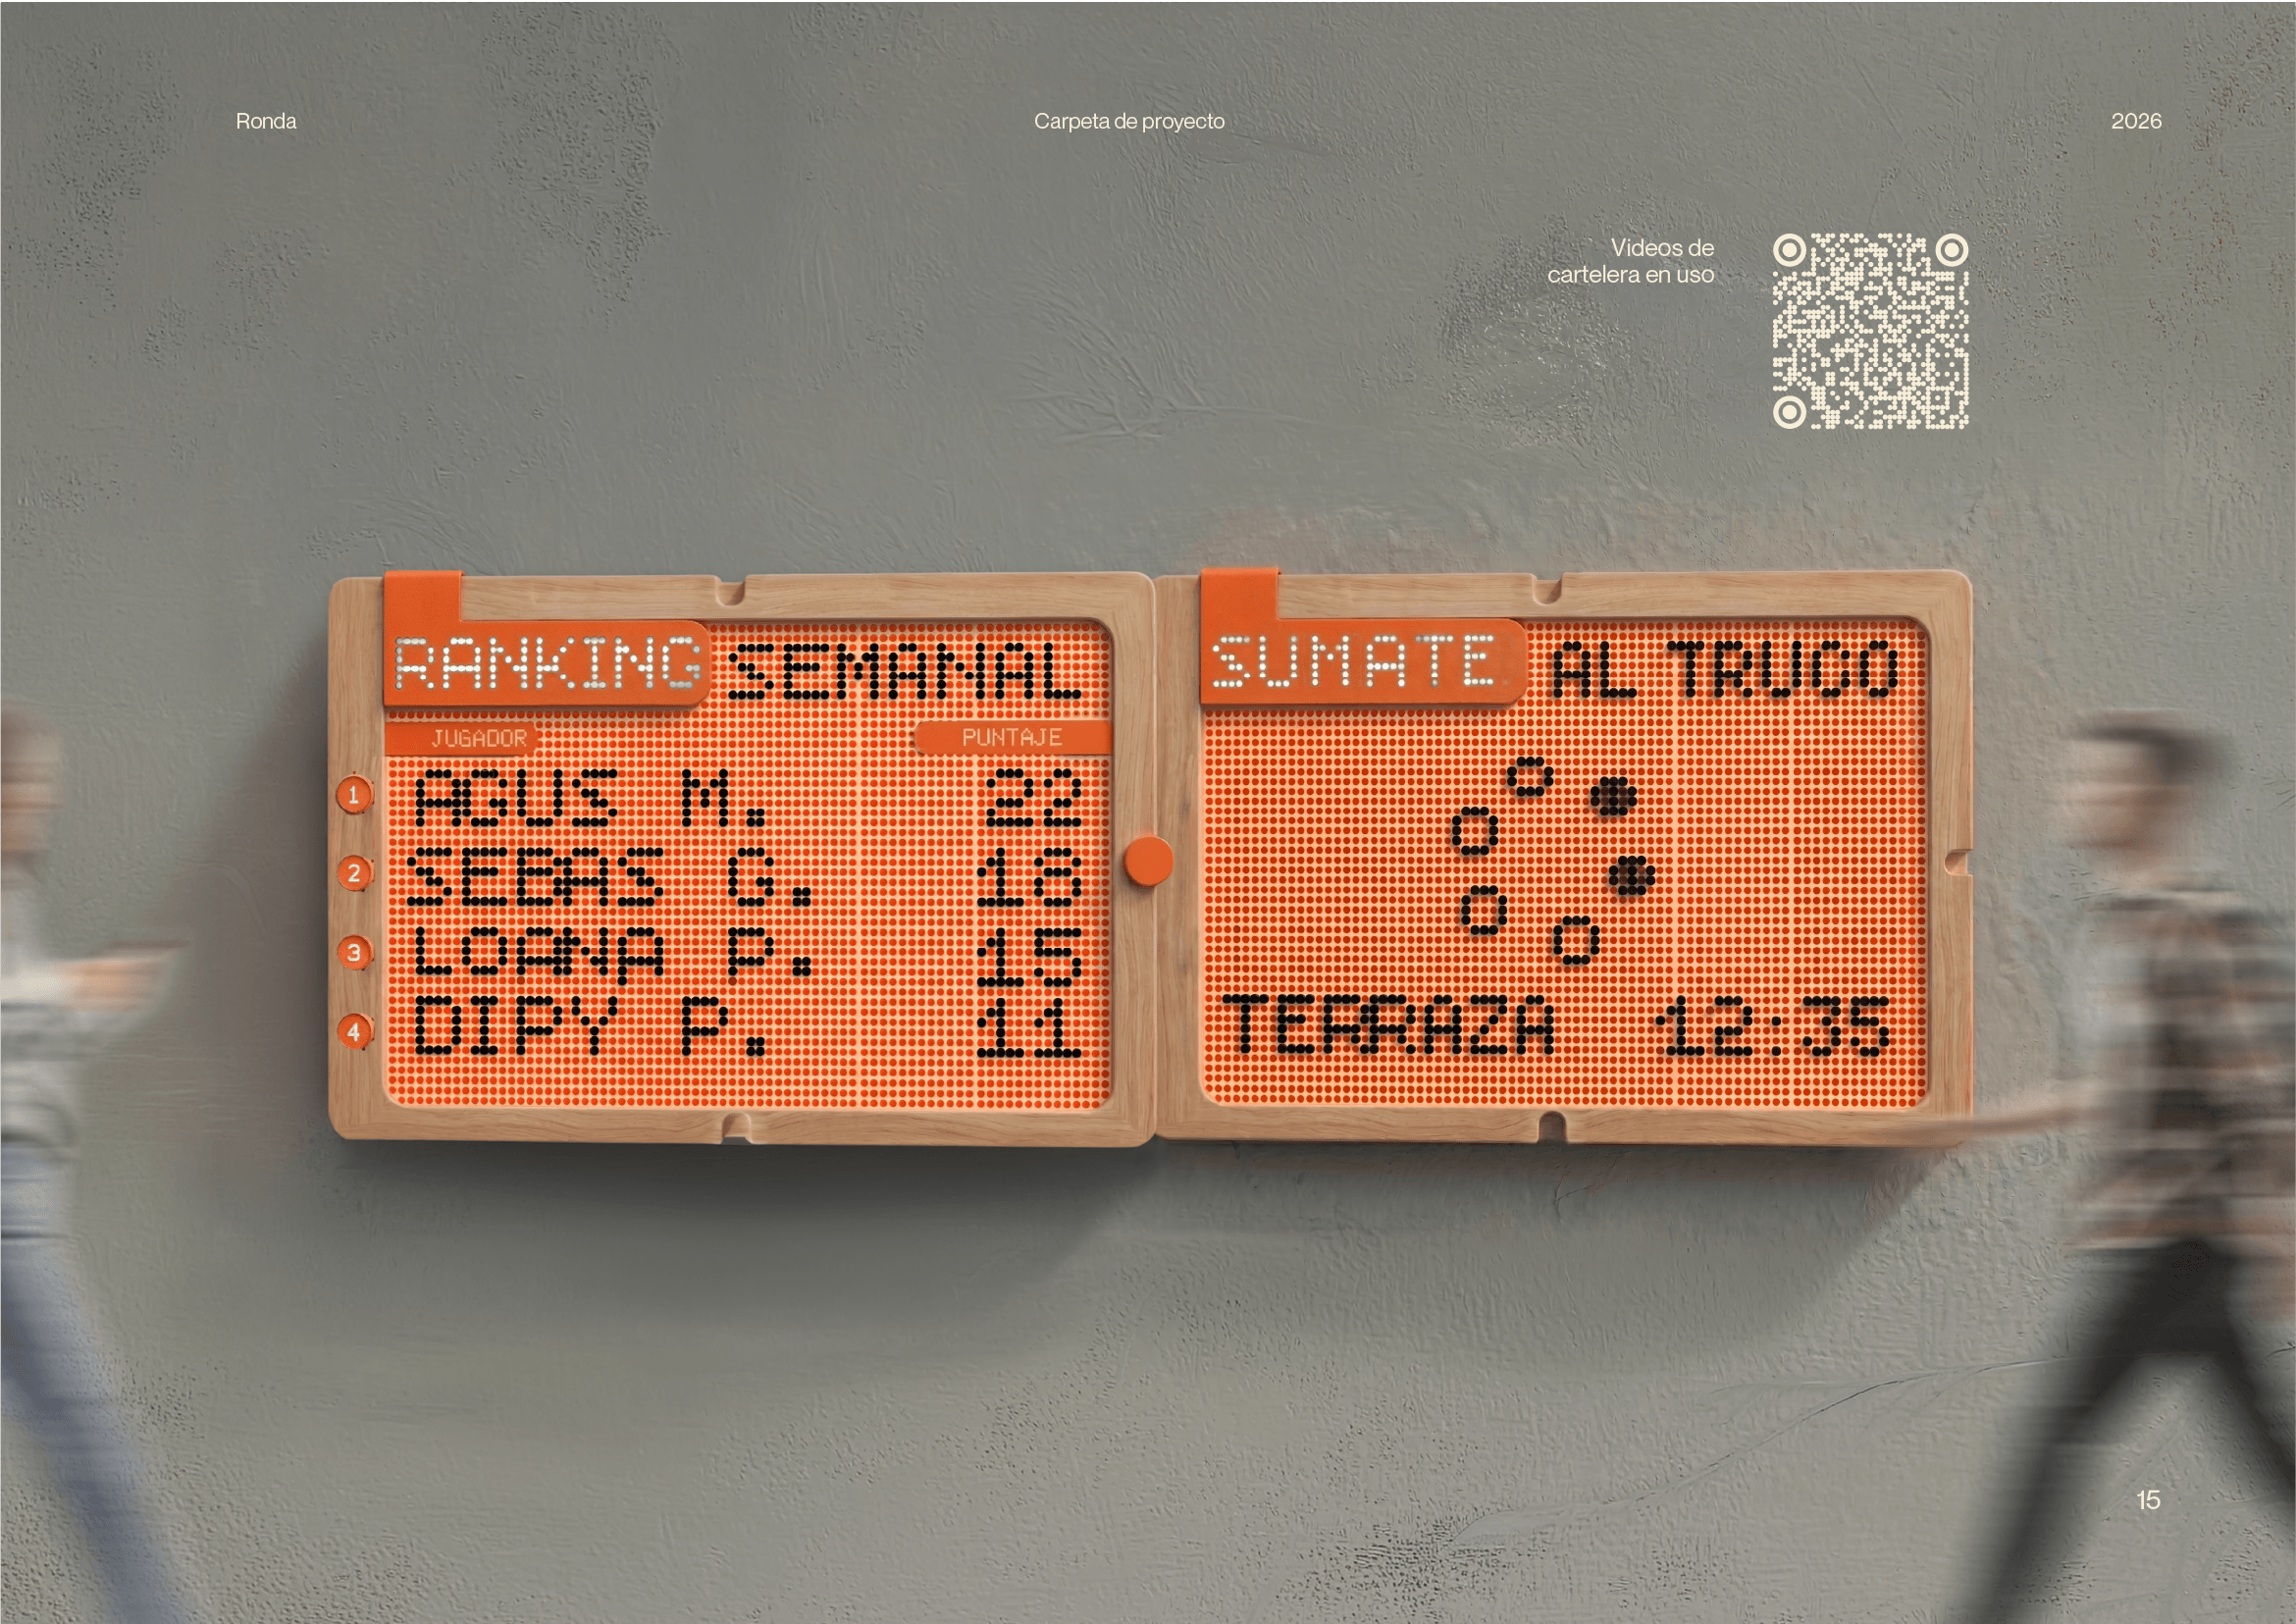 Ronda
Carpeta de proyecto
2026
Videos de
cartelera en uso
RANKING SEMANAL
JUGADOR PUNTAJE
1 AGUS M. 22
2 SEBAS G. 16
3 LOANA P. 15
4 DIPY P. 11
SUMATE AL TRUCO
TERRAZA 12:35
15